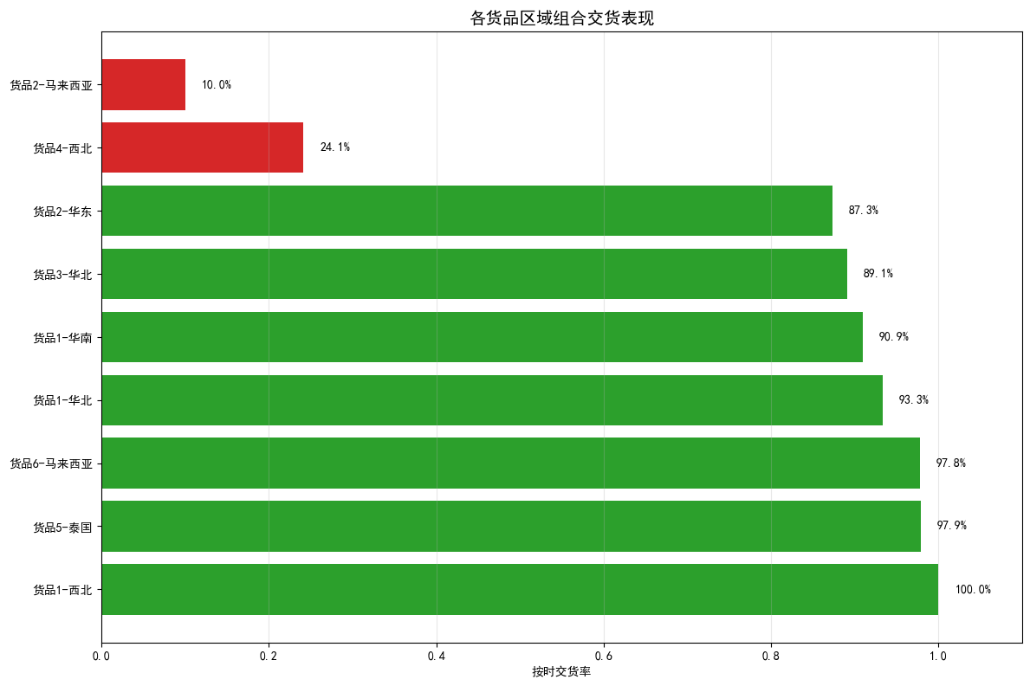 各货品区域组合交货表现
货品2-马来西亚 10.0%
货品4-西北 24.1%
货品2-华东 87.3%
货品3-华北 89.1%
货品1-华南 90.9%
货品1-华北 93.3%
货品6-马来西亚 97.8%
货品5-泰国 97.9%
货品1-西北 100.0%
0.0 0.2 0.4 0.6 0.8 1.0
按时交货率